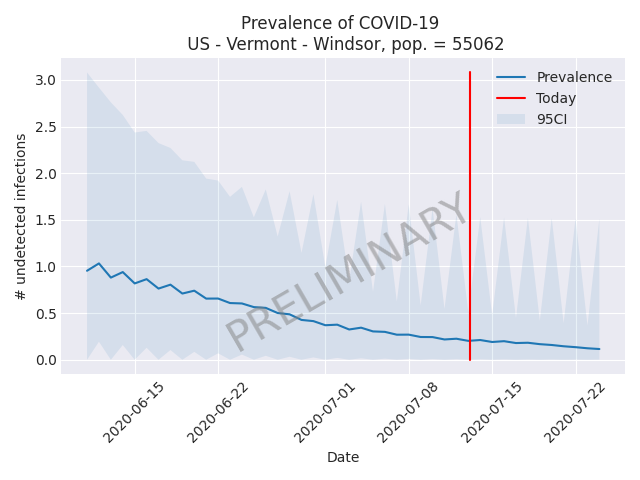 Prevalence of COVID-19
US - Vermont - Windsor, pop. = 55062
# undetected infections
3.0
2.5
2.0
1.5
1.0
0.5
0.0
Prevalence
Today
95CI
PRELIMINARY
2020-06-15
2020-06-22
2020-07-01
2020-07-08
2020-07-15
2020-07-22
Date